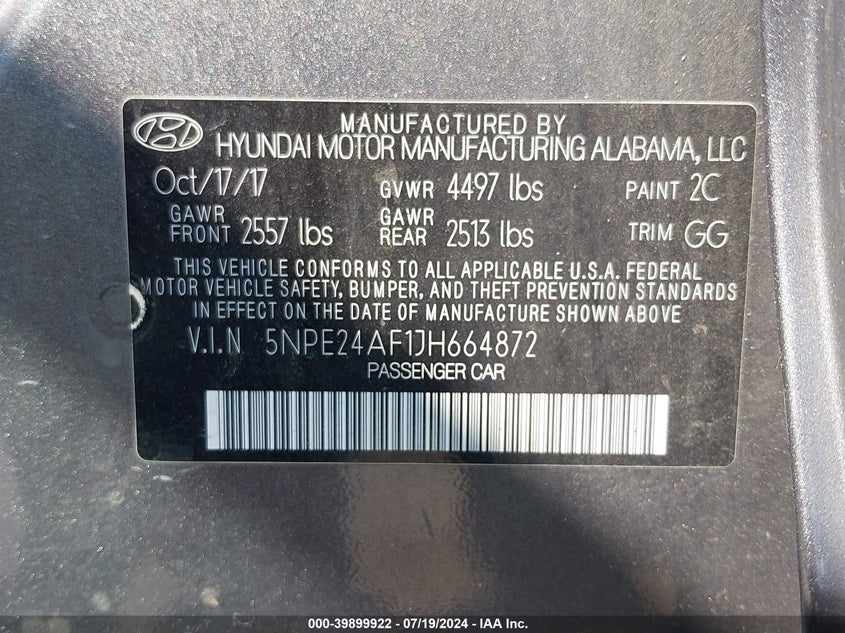 MANUFACTURED BY
HYUNDAI MOTOR MANUFACTURING ALABAMA, LLC
Oct/17/17 GVWR 4497 lbs PAINT 2C
GAWR FRONT 2557 lbs GAWR REAR 2513 lbs TRIM GG
THIS VEHICLE CONFORMS TO ALL APPLICABLE U.S.A. FEDERAL
MOTOR VEHICLE SAFETY, BUMPER, AND THEFT PREVENTION STANDARDS
IN EFFECT ON THE DATE OF MANUFACTURE SHOWN ABOVE
V.I.N 5NPE24AF1JH664872
PASSENGER CAR
000-39899922 - 07/19/2024 - IAA Inc.